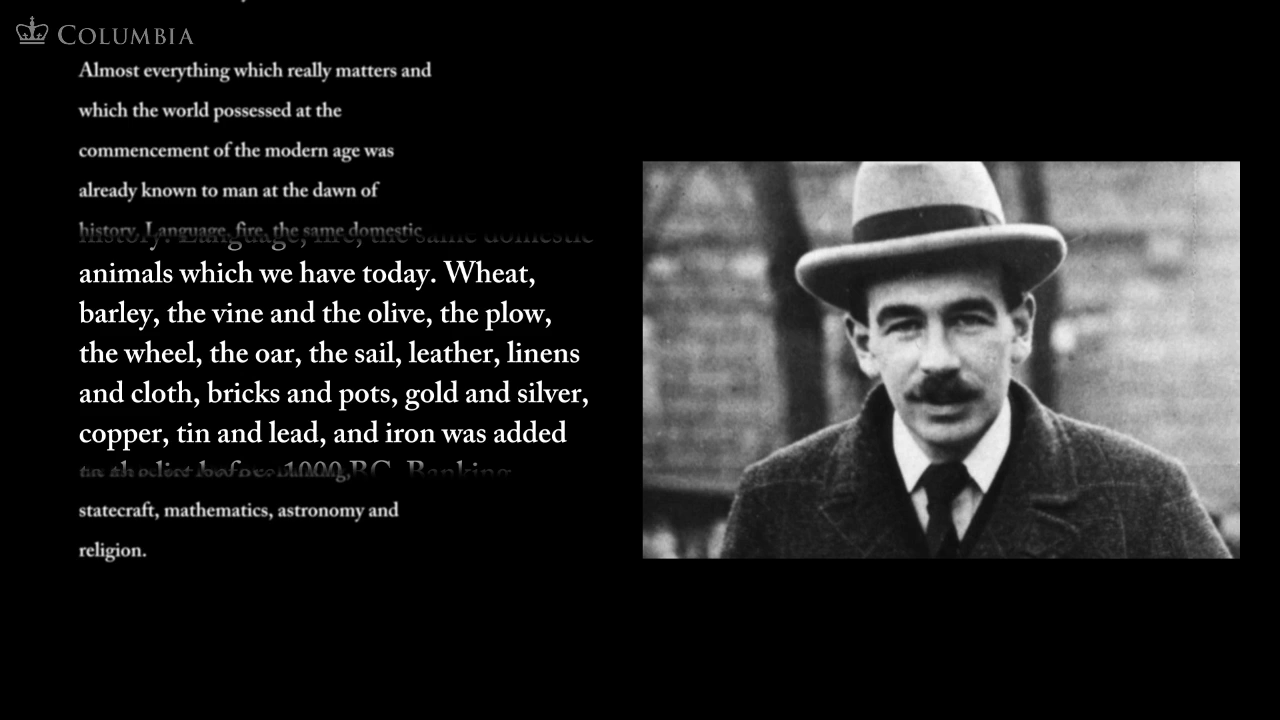 COLUMBIA
Almost everything which really matters and
which the world possessed at the
commencement of the modern age was
already known to man at the dawn of
history. Language, fire, the same domestic
animals which we have today. Wheat,
barley, the vine and the olive, the plow,
the wheel, the oar, the sail, leather, linens
and cloth, bricks and pots, gold and silver,
copper, tin and lead, and iron was added
before 1000 BC. Banking
statecraft, mathematics, astronomy and
religion.